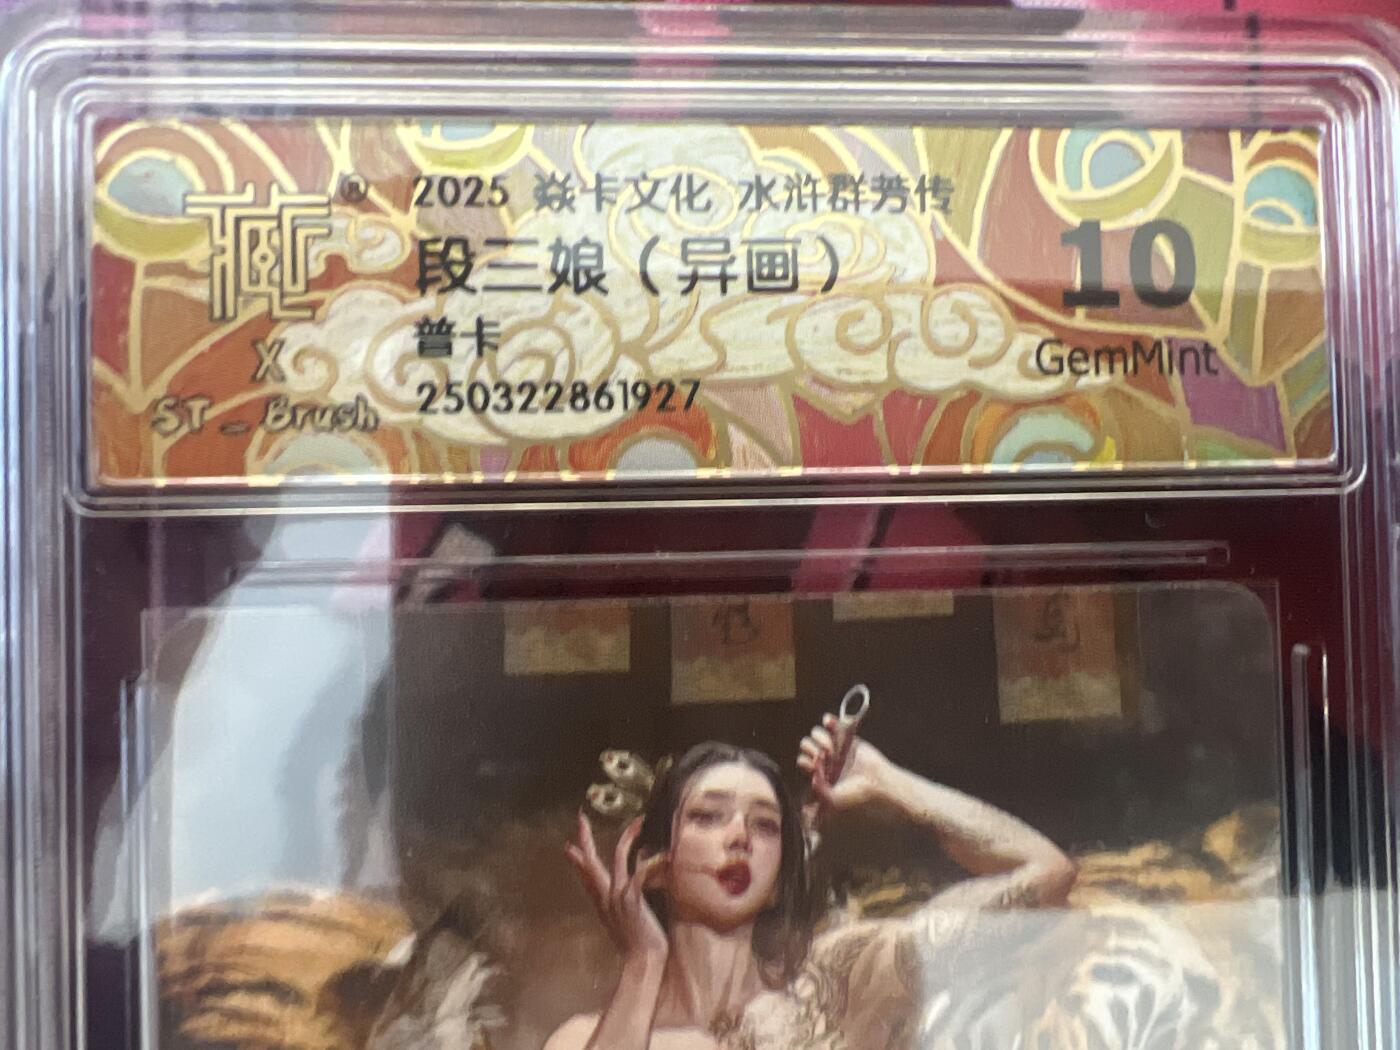 藏®
X
ST_Brush
2025 焱卡文化 水浒群芳传
段三娘（异画）
普卡
250322861927
10
GemMint